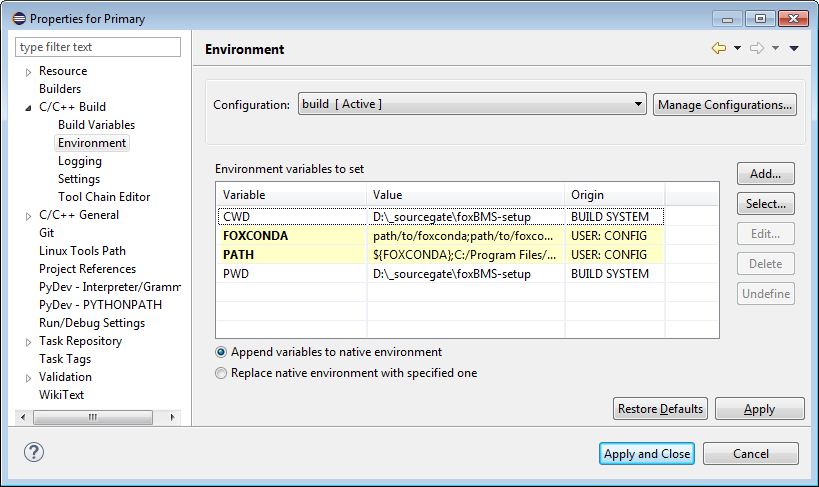 Properties for Primary
type filter text
Resource
Builders
C/C++ Build
Build Variables
Environment
Logging
Settings
Tool Chain Editor
C/C++ General
Git
Linux Tools Path
Project References
PyDev - Interpreter/Gramm
PyDev - PYTHONPATH
Run/Debug Settings
Task Repository
Task Tags
Validation
WikiText
Environment
Configuration: build [ Active ] Manage Configurations...
Environment variables to set
Variable Value Origin
CWD D:\_sourcegate\foxBMS-setup BUILD SYSTEM
FOXCONDA path/to/foxconda;path/to/foxco... USER: CONFIG
PATH ${FOXCONDA};C:/Program Files/... USER: CONFIG
PWD D:\_sourcegate\foxBMS-setup BUILD SYSTEM
Add...
Select...
Edit...
Delete
Undefine
Append variables to native environment
Replace native environment with specified one
Restore Defaults Apply
? Apply and Close Cancel